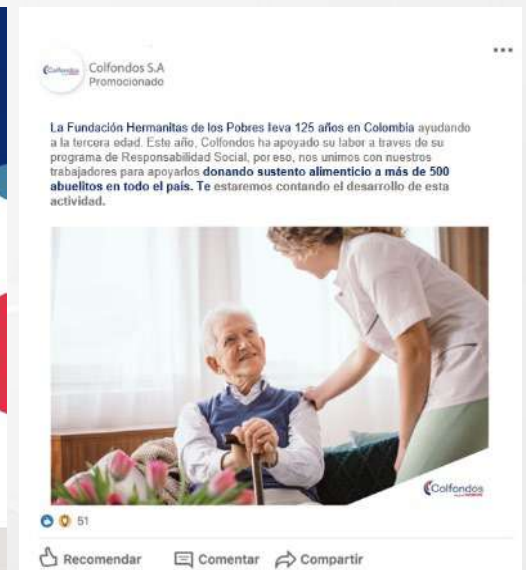 Colfondos
Colfondos S.A
Promocionado
La Fundación Hermanitas de los Pobres lleva 125 años en Colombia ayudando
a la tercera edad. Este año, Colfondos ha apoyado su labor a traves de su
programa de Responsabilidad Social, por eso, nos unimos con nuestros
trabajadores para apoyarlos donando sustento alimenticio a más de 500
abuelitos en todo el país. Te estaremos contando el desarrollo de esta
actividad.
Colfondos
51
Recomendar Comentar Compartir